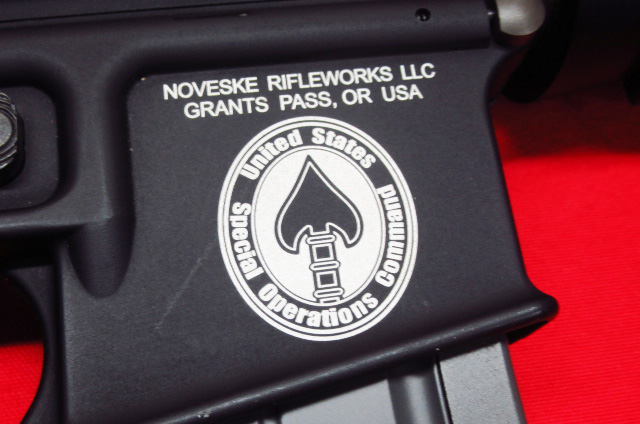 NOVESKE RIFLEWORKS LLC
GRANTS PASS, OR USA
United States
Special Operations Command